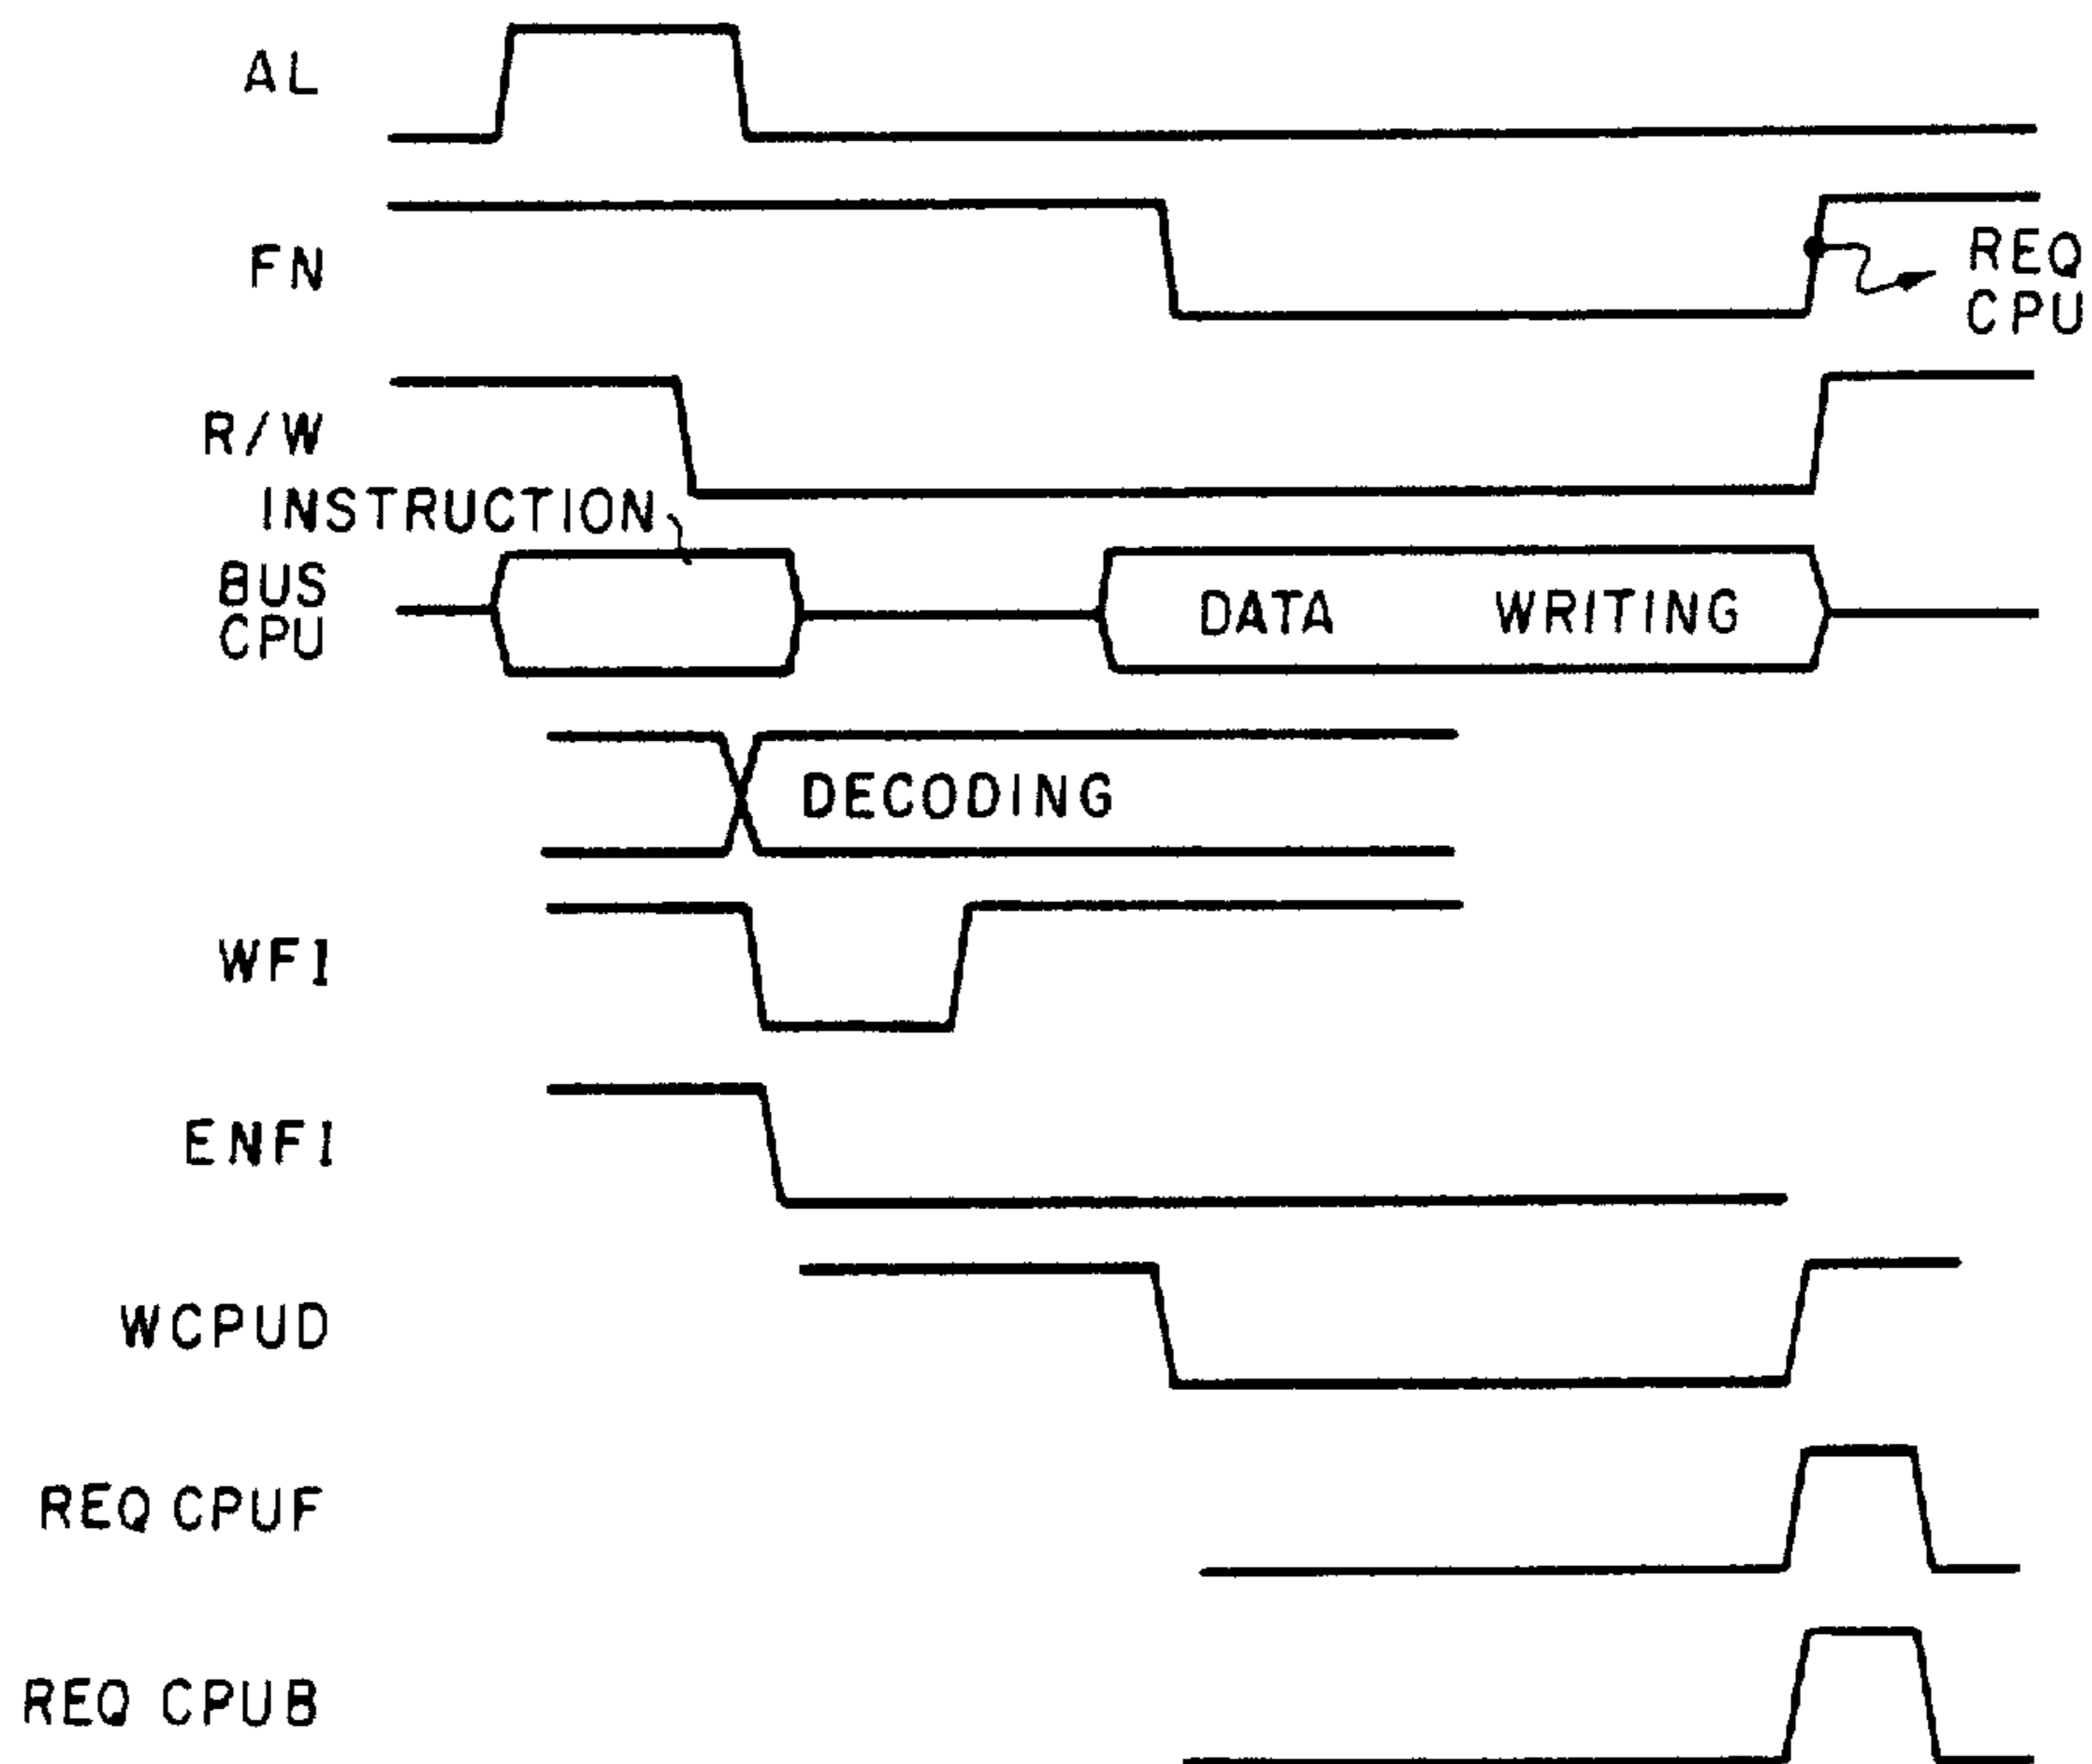 AL
FN
REQ
CPU
R/W
INSTRUCTION
BUS
CPU
DATA WRITING
DECODING
WFI
ENFI
WCPUD
REQ CPUF
REQ CPUB